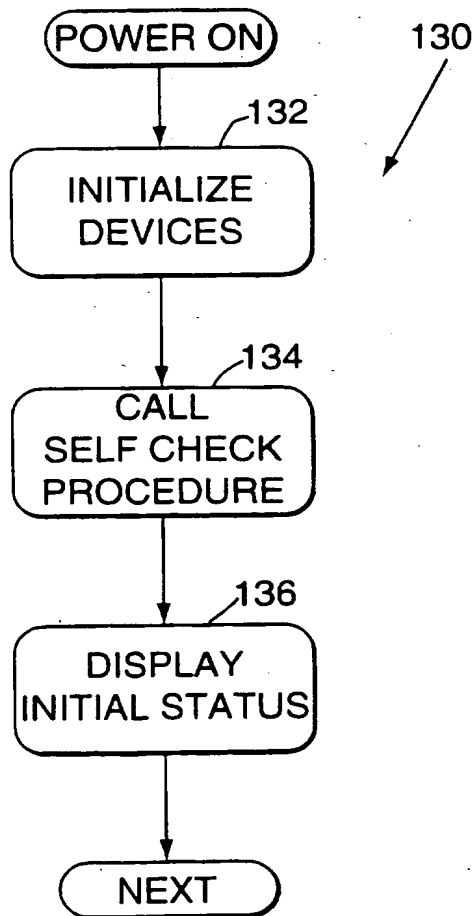 POWER ON
130
132
INITIALIZE
DEVICES
134
CALL
SELF CHECK
PROCEDURE
136
DISPLAY
INITIAL STATUS
NEXT